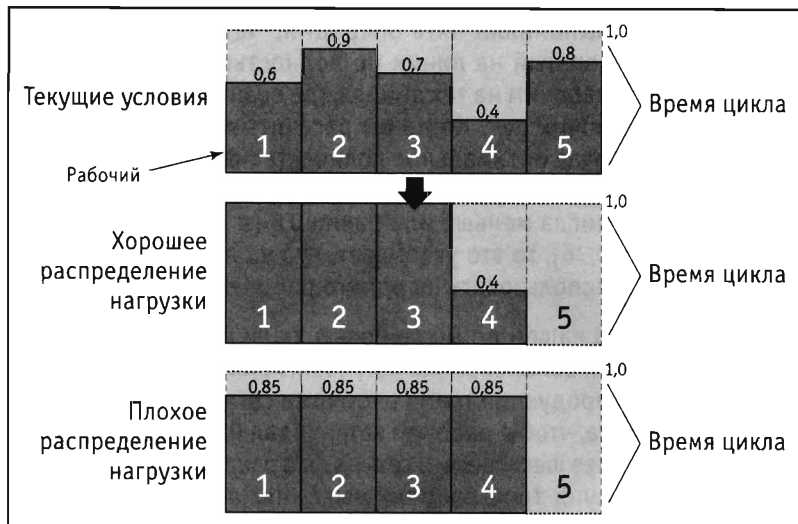 1,0
0,6 0,9 0,7 0,4 0,8
Текущие условия
Время цикла
1 2 3 4 5
Рабочий
1,0
Хорошее
распределение
нагрузки
0,4
Время цикла
1 2 3 4 5
1,0
0,85 0,85 0,85 0,85
Плохое
распределение
нагрузки
Время цикла
1 2 3 4 5